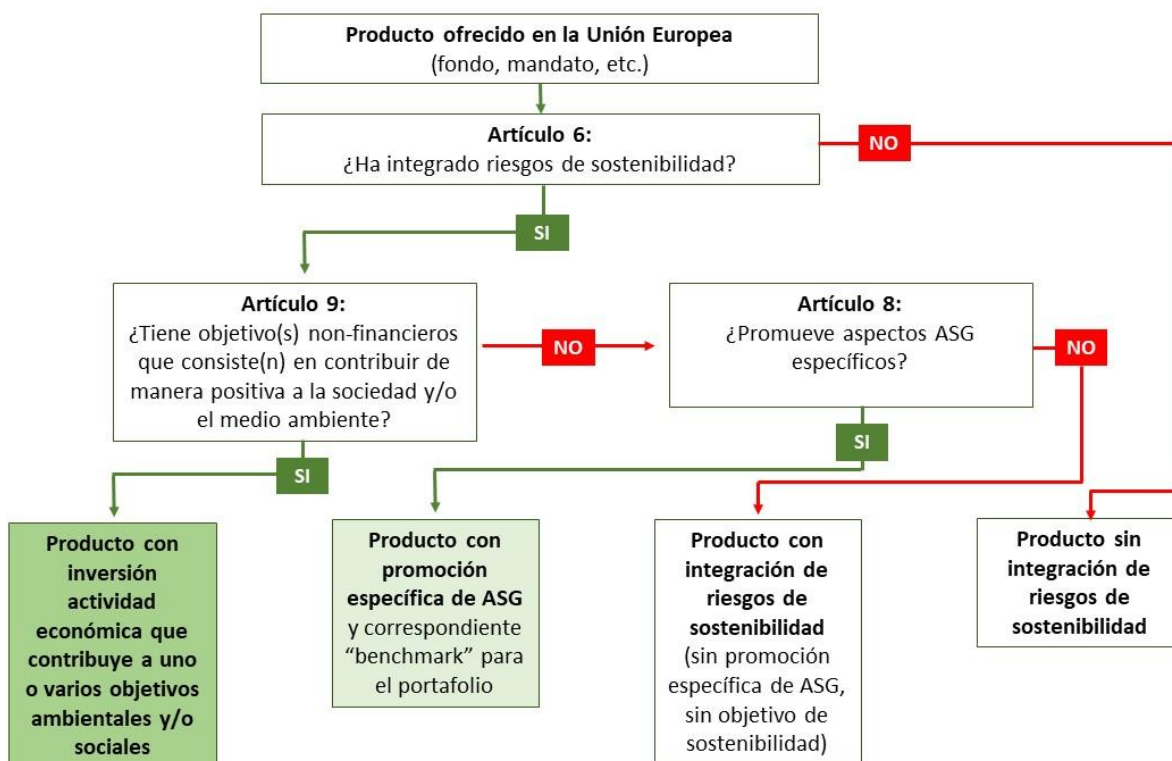 Producto ofrecido en la Unión Europea
(fondo, mandato, etc.)
Artículo 6:
¿Ha integrado riesgos de sostenibilidad?
NO
SI
Artículo 9:
¿Tiene objetivo(s) non-financieros
que consiste(n) en contribuir de
manera positiva a la sociedad y/o
el medio ambiente?
NO
Artículo 8:
¿Promueve aspectos ASG
específicos?
NO
SI
SI
Producto con
inversión
actividad
económica que
contribuye a uno
o varios objetivos
ambientales y/o
sociales
Producto con
promoción
específica de ASG
y correspondiente
“benchmark” para
el portafolio
Producto con
integración de
riesgos de
sostenibilidad
(sin promoción
específica de ASG,
sin objetivo de
sostenibilidad)
Producto sin
integración de
riesgos de
sostenibilidad